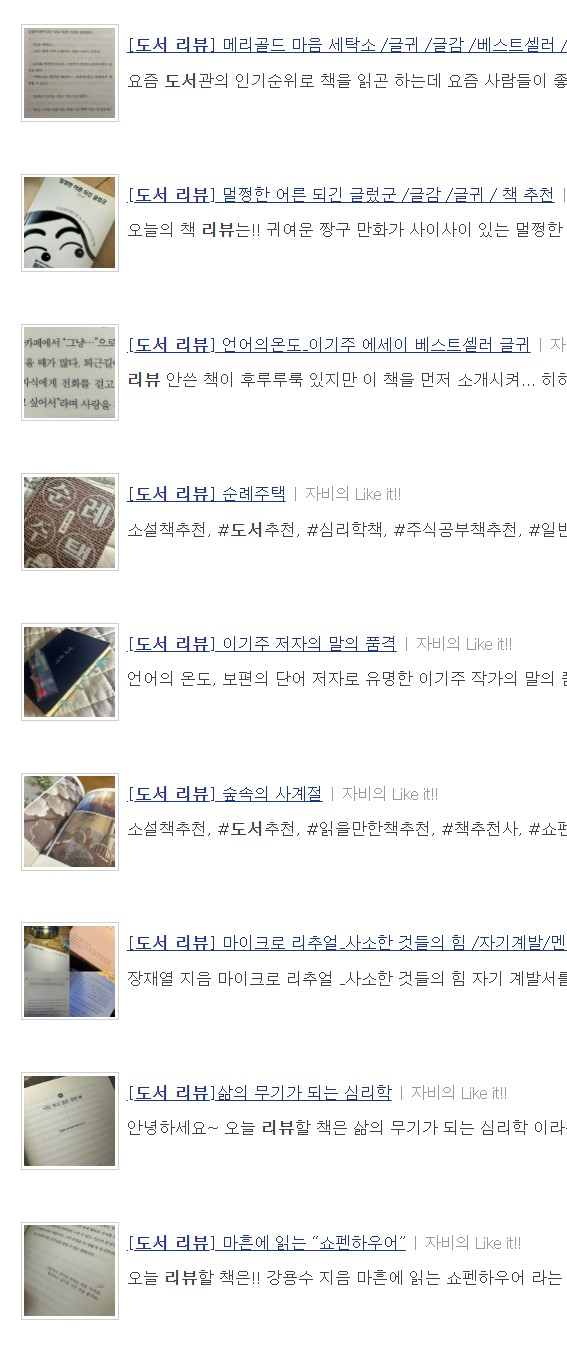 [도서 리뷰] 메리골드 마음 세탁소 /글귀 /글감 /베스트셀러 /
요즘 도서관의 인기순위로 책을 읽곤 하는데 요즘 사람들이 좋
[도서 리뷰] 멀쩡한 어른 되긴 글렀군 /글감 /글귀 / 책 추천 |
멀쩡한 어른 되긴 글렀군
오늘의 책 리뷰는!! 귀여운 짱구 만화가 사이사이 있는 멀쩡한
[도서 리뷰] 언어의온도_이기주 에세이 베스트셀러 글귀 | 자
카페에서 "그냥…"으로
울 때가 많다. 퇴근길
자식에게 전화를 걸고
싶어서"라며 사랑을
리뷰 안쓴 책이 후루루룩 있지만 이 책을 먼저 소개시켜... 히히
[도서 리뷰] 순례주택 | 자비의 Like it!!
순례
주택
소설책추천, #도서추천, #심리학책, #주식공부책추천, #일반
[도서 리뷰] 이기주 저자의 말의 품격 | 자비의 Like it!!
언어의 온도, 보편의 단어 저자로 유명한 이기주 작가의 말의 품
[도서 리뷰] 숲속의 사계절 | 자비의 Like it!!
소설책추천, #도서추천, #읽을만한책추천, #책추천사, #쇼펜
[도서 리뷰] 마이크로 리추얼_사소한 것들의 힘 /자기계발/멘
장재열 지음 마이크로 리추얼 _사소한 것들의 힘 자기 계발서를
[도서 리뷰]삶의 무기가 되는 심리학 | 자비의 Like it!!
안녕하세요~ 오늘 리뷰할 책은 삶의 무기가 되는 심리학 이라
[도서 리뷰] 마흔에 읽는 “쇼펜하우어” | 자비의 Like it!!
오늘 리뷰할 책은!! 강용수 지음 마흔에 읽는 쇼펜하우어 라는